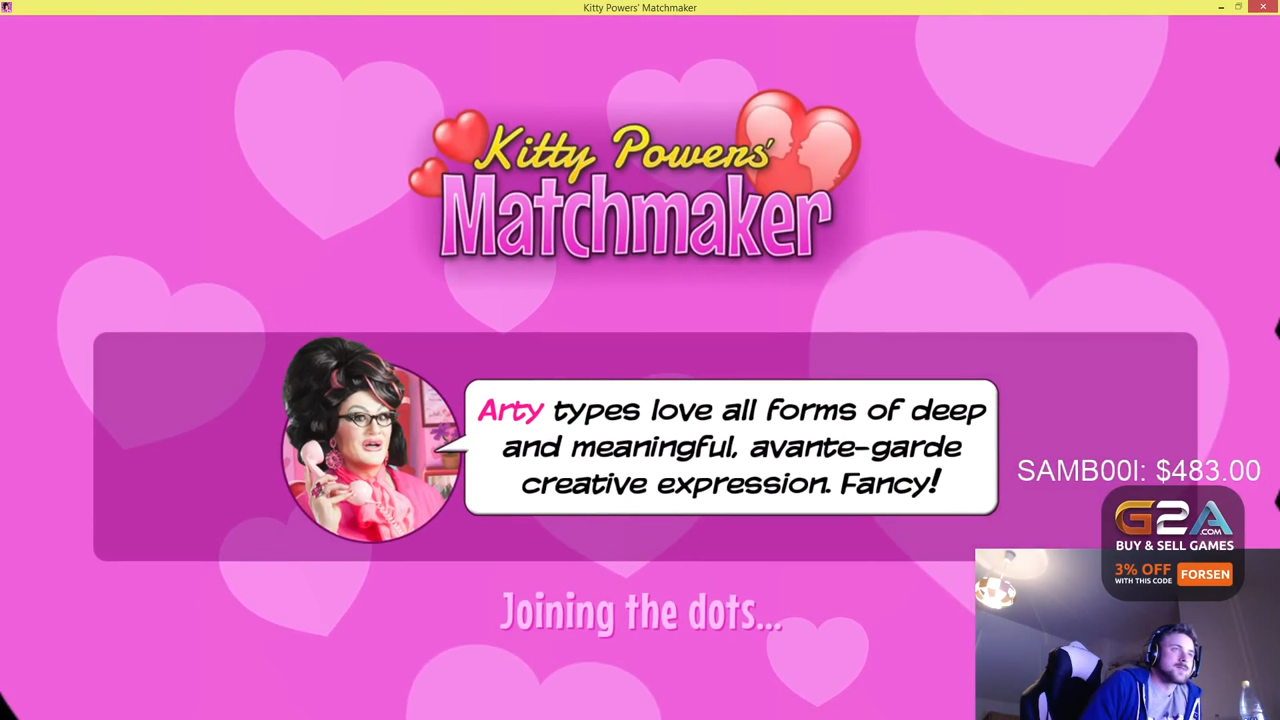 Kitty Powers' Matchmaker
Kitty Powers'
Matchmaker
Arty types love all forms of deep
and meaningful, avante-garde
creative expression. Fancy!
SAMB00I: $483.00
G2A
.COM
BUY & SELL GAMES
3% OFF
WITH THIS CODE
FORSEN
Joining the dots...